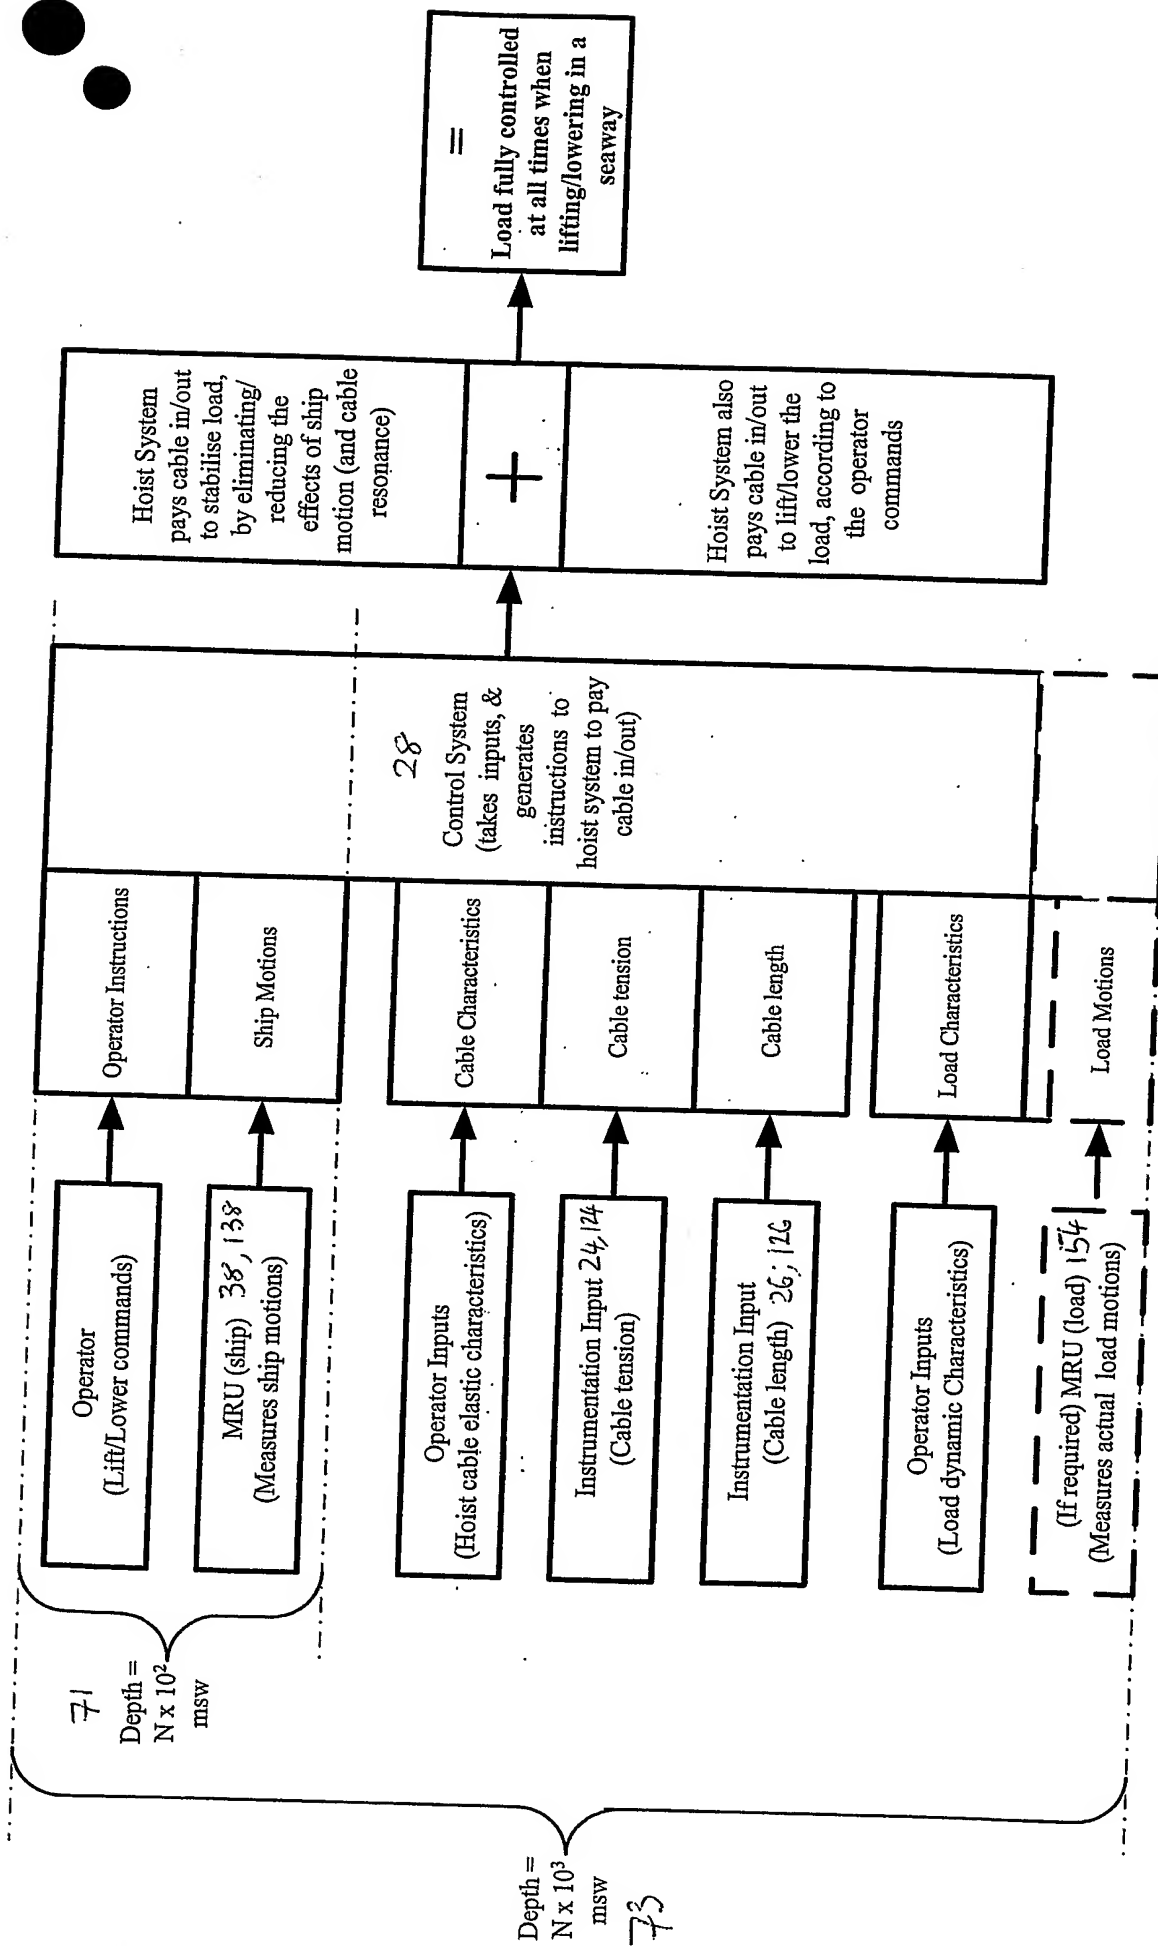 71
Depth =
N x 10²
msw
Depth =
N x 10³
msw
73
Operator
(Lift/Lower commands)
MRU (ship) 38, 138
(Measures ship motions)
Operator Inputs
(Hoist cable elastic characteristics)
Instrumentation Input 24, 124
(Cable tension)
Instrumentation Input
(Cable length) 26; 126
Operator Inputs
(Load dynamic Characteristics)
(If required) MRU (load) 154
(Measures actual load motions)
Operator Instructions
Ship Motions
Cable Characteristics
Cable tension
Cable length
Load Characteristics
Load Motions
28
Control System
(takes inputs, &
generates
instructions to
hoist system to pay
cable in/out)
Hoist System
pays cable in/out
to stabilise load,
by eliminating/
reducing the
effects of ship
motion (and cable
resonance)
+
Hoist System also
pays cable in/out
to lift/lower the
load, according to
the operator
commands
=
Load fully controlled
at all times when
lifting/lowering in a
seaway